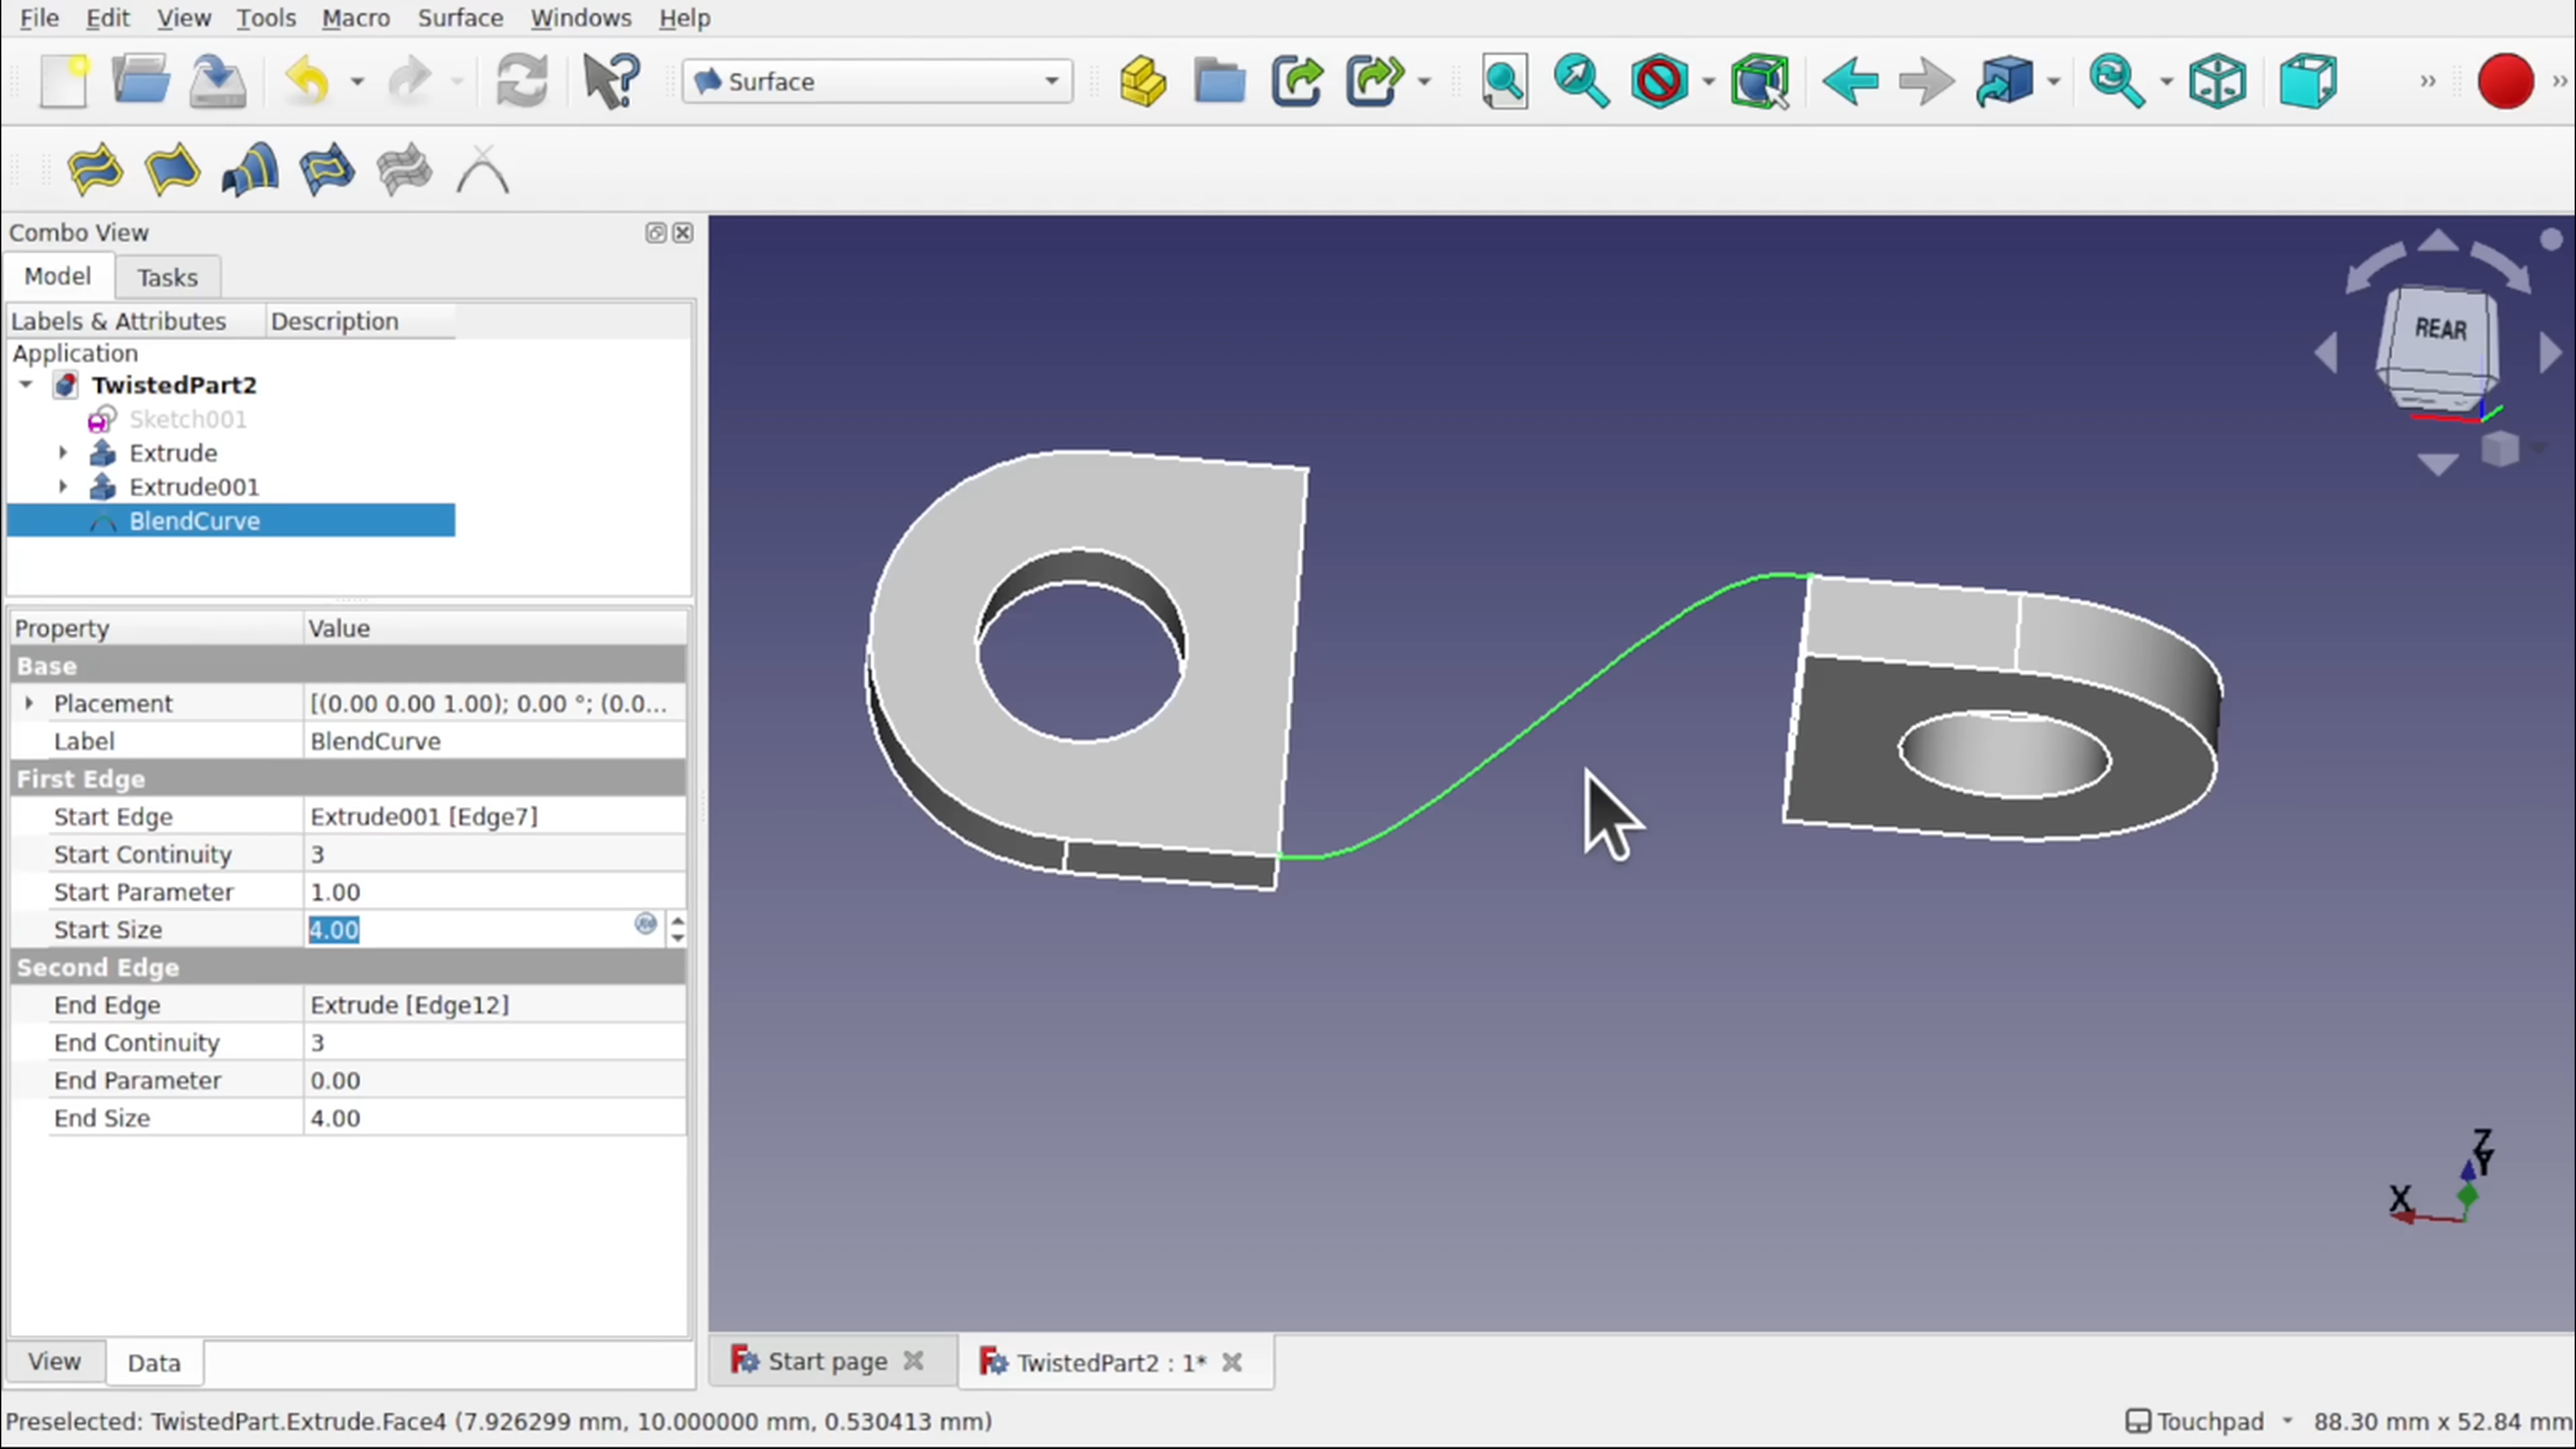 File Edit View Tools Macro Surface Windows Help
Surface
Combo View
Model Tasks
Labels & Attributes Description
Application
TwistedPart2
Sketch001
Extrude
Extrude001
BlendCurve
Property Value
Base
Placement [(0.00 0.00 1.00); 0.00 °; (0.0...
Label BlendCurve
First Edge
Start Edge Extrude001 [Edge7]
Start Continuity 3
Start Parameter 1.00
Start Size 4.00
Second Edge
End Edge Extrude [Edge12]
End Continuity 3
End Parameter 0.00
End Size 4.00
REAR
Z
Y
X
View Data
Start page TwistedPart2 : 1*
Preselected: TwistedPart.Extrude.Face4 (7.926299 mm, 10.000000 mm, 0.530413 mm)
Touchpad 88.30 mm x 52.84 mm